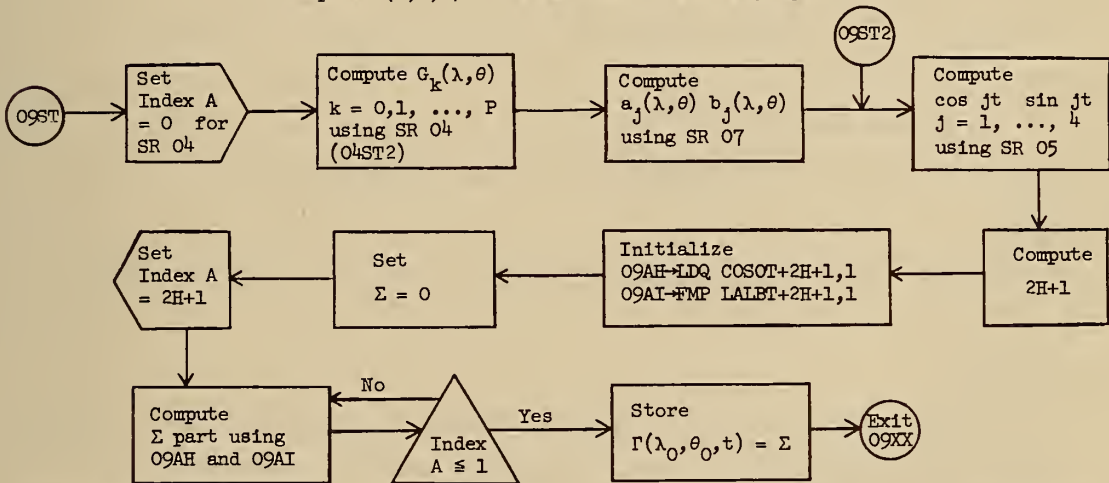 09ST
Set
Index A
= 0 for
SR 04
Compute G_k(λ,θ)
k = 0,1, ..., P
using SR 04
(04ST2)
Compute
a_j(λ,θ) b_j(λ,θ)
using SR 07
09ST2
Compute
cos jt sin jt
j = 1, ..., 4
using SR 05
Compute
2H+1
Initialize
09AH→LDQ COSOT+2H+1,1
09AI→FMP LALBT+2H+1,1
Set
Σ = 0
Set
Index A
= 2H+1
Compute
Σ part using
09AH and 09AI
No
Index
A ≦ 1
Yes
Store
Γ(λ_0,θ_0,t) = Σ
Exit
09XX